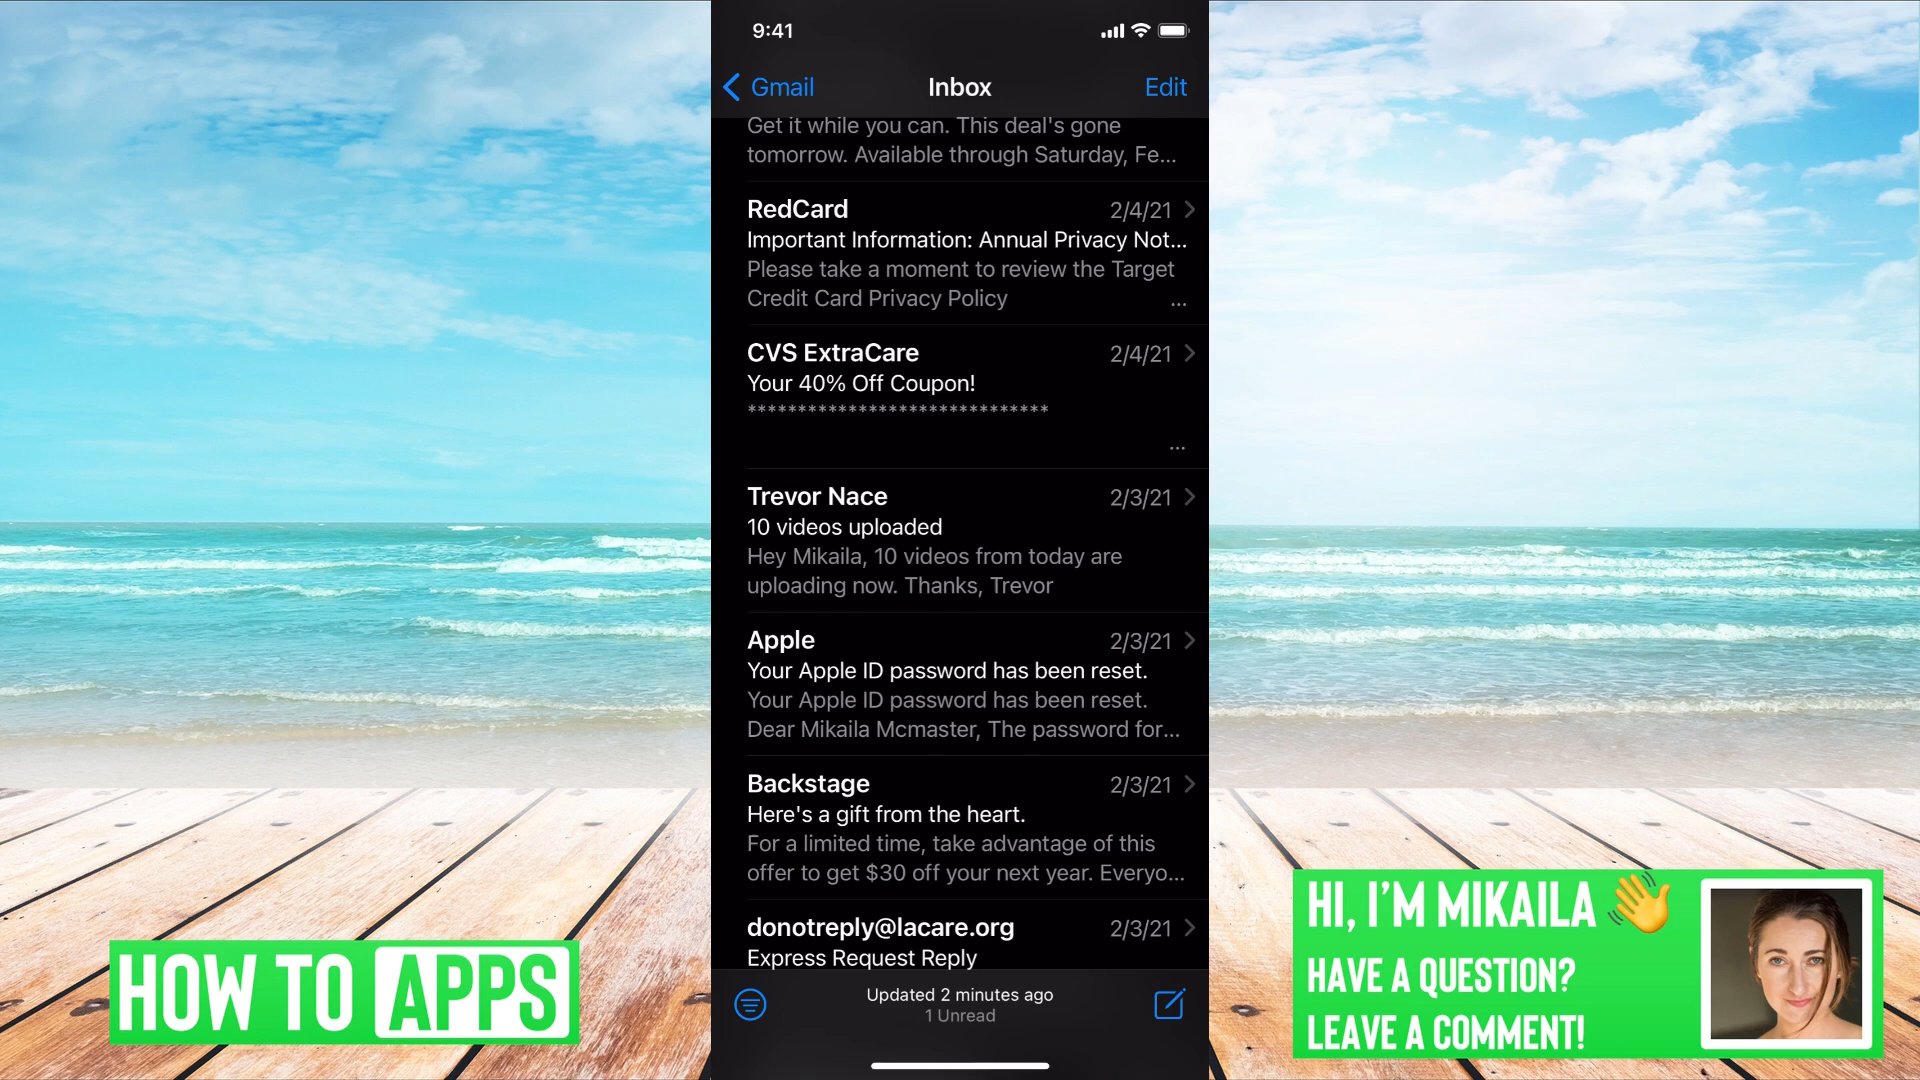 9:41
Gmail
Inbox
Edit
Get it while you can. This deal's gone
tomorrow. Available through Saturday, Fe...
RedCard 2/4/21
Important Information: Annual Privacy Not...
Please take a moment to review the Target
Credit Card Privacy Policy ...
CVS ExtraCare 2/4/21
Your 40% Off Coupon!
******************************
...
Trevor Nace 2/3/21
10 videos uploaded
Hey Mikaila, 10 videos from today are
uploading now. Thanks, Trevor
Apple 2/3/21
Your Apple ID password has been reset.
Your Apple ID password has been reset.
Dear Mikaila Mcmaster, The password for...
Backstage 2/3/21
Here's a gift from the heart.
For a limited time, take advantage of this
offer to get $30 off your next year. Everyo...
donotreply@lacare.org 2/3/21
Express Request Reply
Updated 2 minutes ago
1 Unread
HOW TO APPS
HI, I'M MIKAILA 👋
HAVE A QUESTION?
LEAVE A COMMENT!